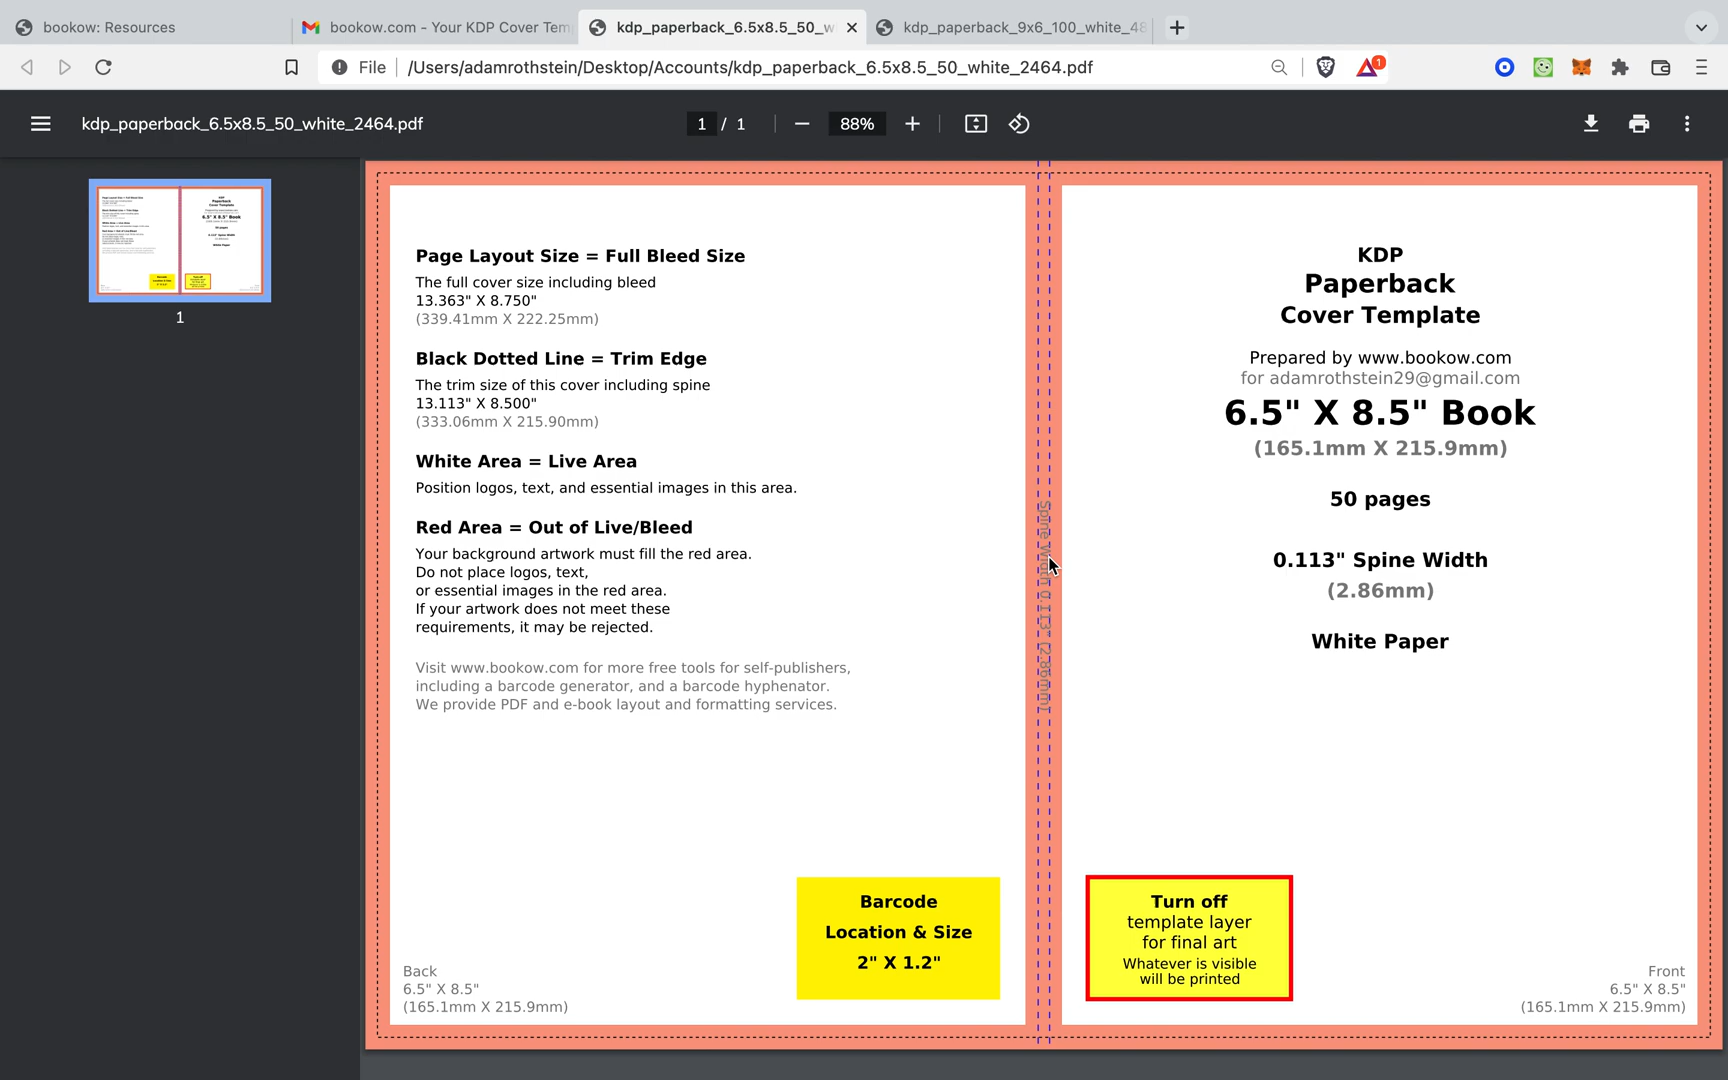 bookow: Resources
bookow.com - Your KDP Cover Tem
kdp_paperback_6.5x8.5_50_w
kdp_paperback_9x6_100_white_48
File
/Users/adamrothstein/Desktop/Accounts/kdp_paperback_6.5x8.5_50_white_2464.pdf
1
kdp_paperback_6.5x8.5_50_white_2464.pdf
1 / 1
88%
1
Page Layout Size = Full Bleed Size
The full cover size including bleed
13.363" X 8.750"
(339.41mm X 222.25mm)
Black Dotted Line = Trim Edge
The trim size of this cover including spine
13.113" X 8.500"
(333.06mm X 215.90mm)
White Area = Live Area
Position logos, text, and essential images in this area.
Red Area = Out of Live/Bleed
Your background artwork must fill the red area.
Do not place logos, text,
or essential images in the red area.
If your artwork does not meet these
requirements, it may be rejected.
Visit www.bookow.com for more free tools for self-publishers,
including a barcode generator, and a barcode hyphenator.
We provide PDF and e-book layout and formatting services.
Barcode
Location & Size
2" X 1.2"
Back
6.5" X 8.5"
(165.1mm X 215.9mm)
Spine Width 0.113" (2.86mm)
KDP
Paperback
Cover Template
Prepared by www.bookow.com
for adamrothstein29@gmail.com
6.5" X 8.5" Book
(165.1mm X 215.9mm)
50 pages
0.113" Spine Width
(2.86mm)
White Paper
Turn off
template layer
for final art
Whatever is visible
will be printed
Front
6.5" X 8.5"
(165.1mm X 215.9mm)